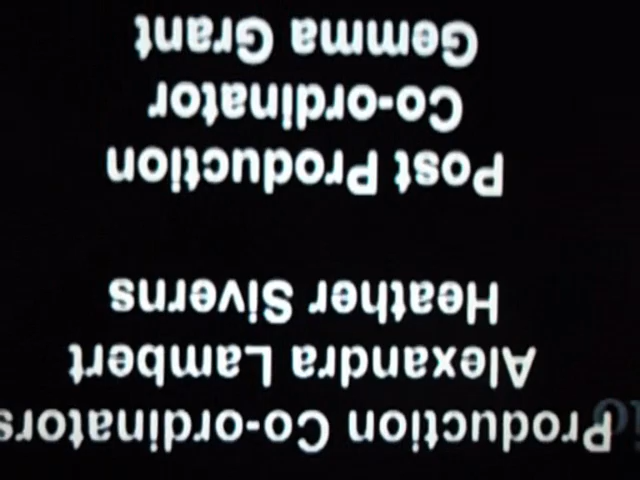 Production Co-ordinators
Alexandra Lambert
Heather Siverns
Post Production
Co-ordinator
Gemma Grant